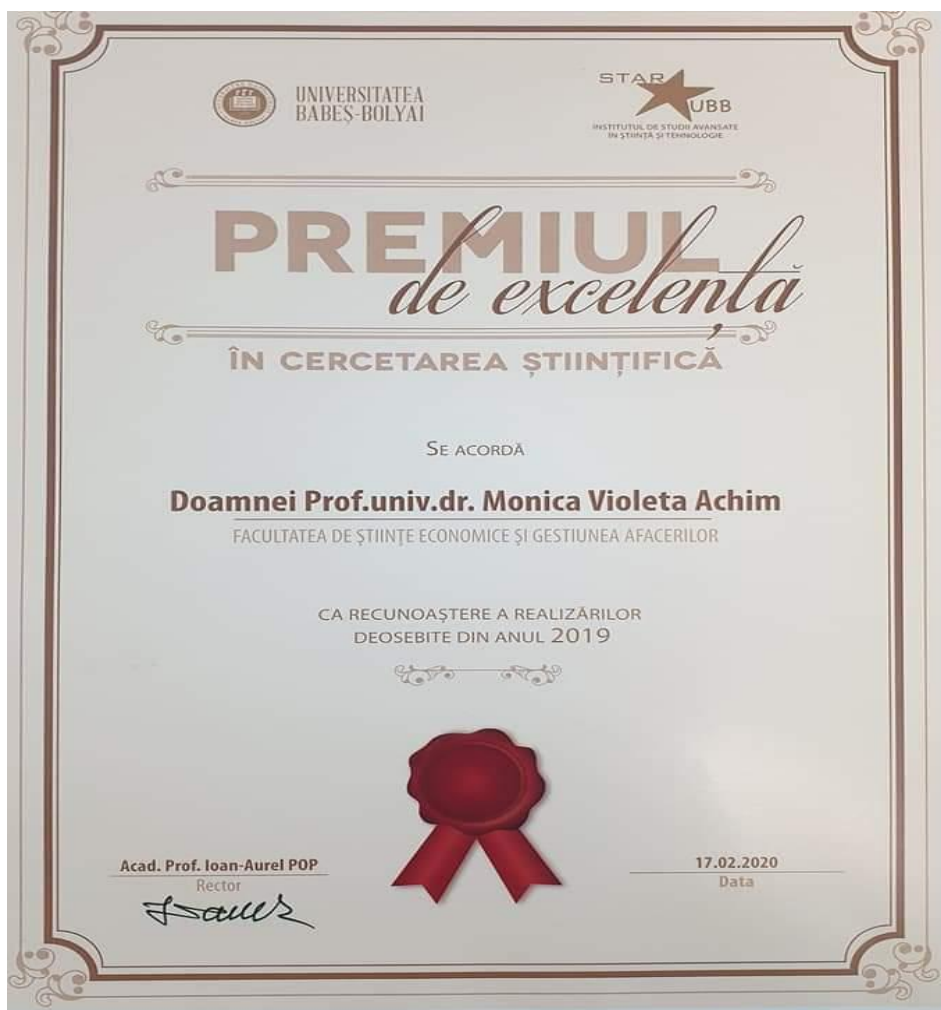 UNIVERSITATEA
BABEȘ-BOLYAI
STAR
UBB
INSTITUTUL DE STUDII AVANSATE
ÎN ȘTIINȚĂ ȘI TEHNOLOGIE
PREMIUL
de excelență
ÎN CERCETAREA ȘTIINȚIFICĂ
SE ACORDĂ
Doamnei Prof.univ.dr. Monica Violeta Achim
FACULTATEA DE ȘTIINŢE ECONOMICE ȘI GESTIUNEA AFACERILOR
CA RECUNOAȘTERE A REALIZĂRILOR
DEOSEBITE DIN ANUL 2019
Acad. Prof. Ioan-Aurel POP
Rector
17.02.2020
Data